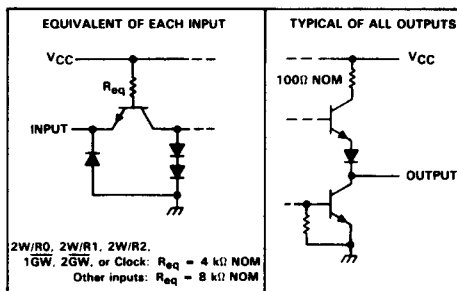 EQUIVALENT OF EACH INPUT
VCC
Req
INPUT
2W/R0, 2W/R1, 2W/R2,
1GW, 2GW, or Clock: Req = 4 kΩ NOM
Other inputs: Req = 8 kΩ NOM
TYPICAL OF ALL OUTPUTS
VCC
100Ω NOM
OUTPUT